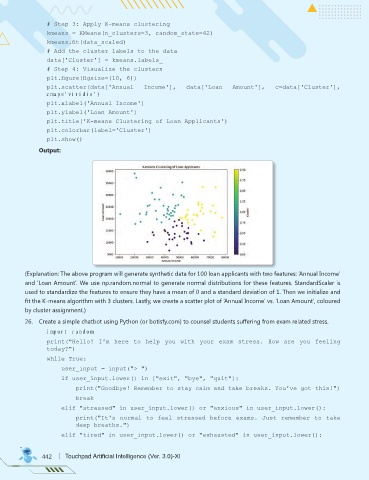 # Step 3: Apply K-means clustering
kmeans = KMeans(n_clusters=3, random_state=42)
kmeans.fit(data_scaled)
# Add the cluster labels to the data
data['Cluster'] = kmeans.labels_
# Step 4: Visualize the clusters
plt.figure(figsize=(10, 6))
plt.scatter(data['Annual Income'], data['Loan Amount'], c=data['Cluster'],
cmap='viridis')
plt.xlabel('Annual Income')
plt.ylabel('Loan Amount')
plt.title('K-means Clustering of Loan Applicants')
plt.colorbar(label='Cluster')
plt.show()
Output:
K-means Clustering of Loan Applicants
Loan Amount
Annual Income
Cluster
(Explanation: The above program will generate synthetic data for 100 loan applicants with two features: 'Annual Income'
and 'Loan Amount'. We use np.random.normal to generate normal distributions for these features. StandardScaler is
used to standardize the features to ensure they have a mean of 0 and a standard deviation of 1. Then we initialize and
fit the K-means algorithm with 3 clusters. Lastly, we create a scatter plot of 'Annual Income' vs. 'Loan Amount', coloured
by cluster assignment.)
26. Create a simple chatbot using Python (or botisfy.com) to counsel students suffering from exam related stress.
import random
print("Hello! I'm here to help you with your exam stress. How are you feeling
today?")
while True:
user_input = input("> ")
if user_input.lower() in ["exit", "bye", "quit"]:
print("Goodbye! Remember to stay calm and take breaks. You've got this!")
break
elif "stressed" in user_input.lower() or "anxious" in user_input.lower():
print("It's normal to feel stressed before exams. Just remember to take
deep breaths.")
elif "tired" in user_input.lower() or "exhausted" in user_input.lower():
442 Touchpad Artificial Intelligence (Ver. 3.0)-XI